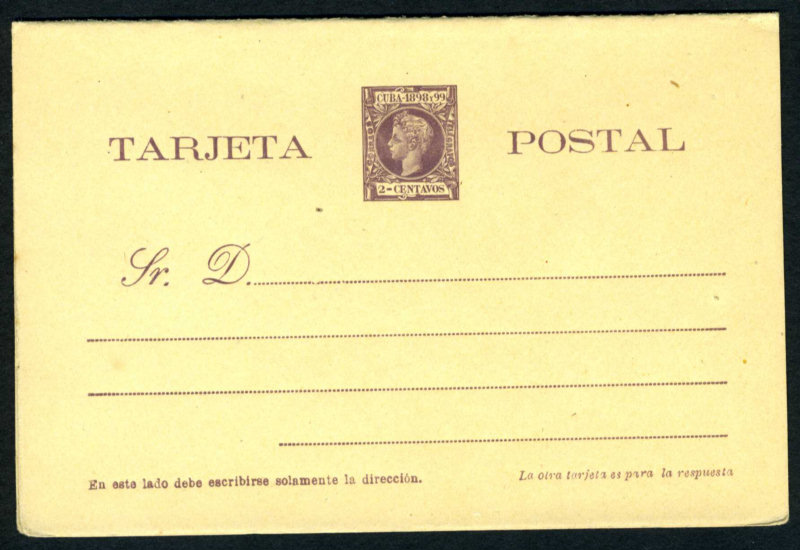 CUBA-1898 Y 99
TARJETA POSTAL
2-CENTAVOS
Sr. D.
En este lado debe escribirse solamente la dirección.
La otra tarjeta es para la respuesta